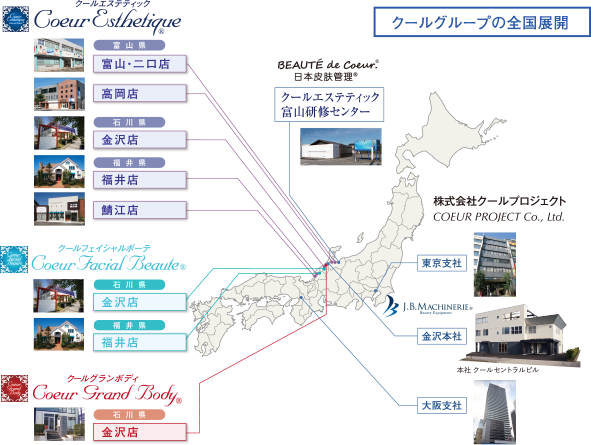 クールエステティック
Coeur Esthetique®
クールグループの全国展開
富山県
富山・二口店
高岡店
石川県
金沢店
福井県
福井店
鯖江店
BEAUTÉ de Coeur.®
日本皮膚管理®
クールエステティック
富山研修センター
株式会社クールプロジェクト
COEUR PROJECT Co., Ltd.
クールフェイシャルボーテ
Coeur Facial Beaute®
石川県
金沢店
福井県
福井店
東京支社
J.B.MACHINERIE®
Beauty Equipment
金沢本社
本社 クールセントラルビル
大阪支社
クールグランボディ
Coeur Grand Body®
石川県
金沢店